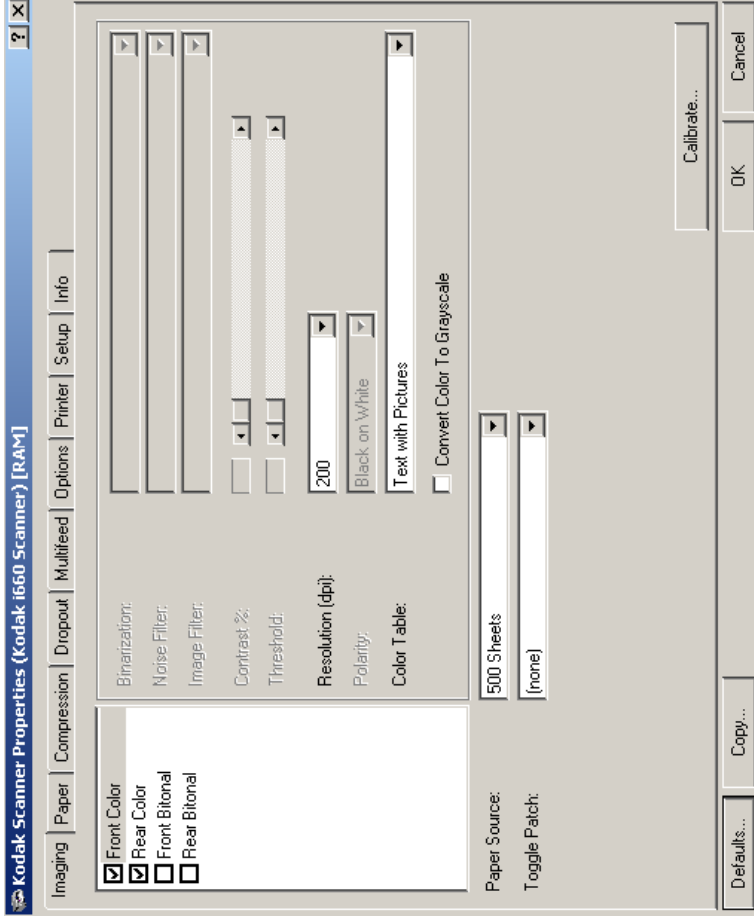 Kodak Scanner Properties (Kodak i660 Scanner) [RAM]
Imaging Paper Compression Dropout Multifeed Options Printer Setup Info
Front Color
Rear Color
Front Bitonal
Rear Bitonal
Binarization:
Noise Filter:
Image Filter:
Contrast %:
Threshold:
Resolution (dpi): 200
Polarity: Black on White
Color Table: Text with Pictures
Convert Color To Grayscale
Paper Source: 500 Sheets
Toggle Patch: (none)
Calibrate...
Defaults... Copy... OK Cancel